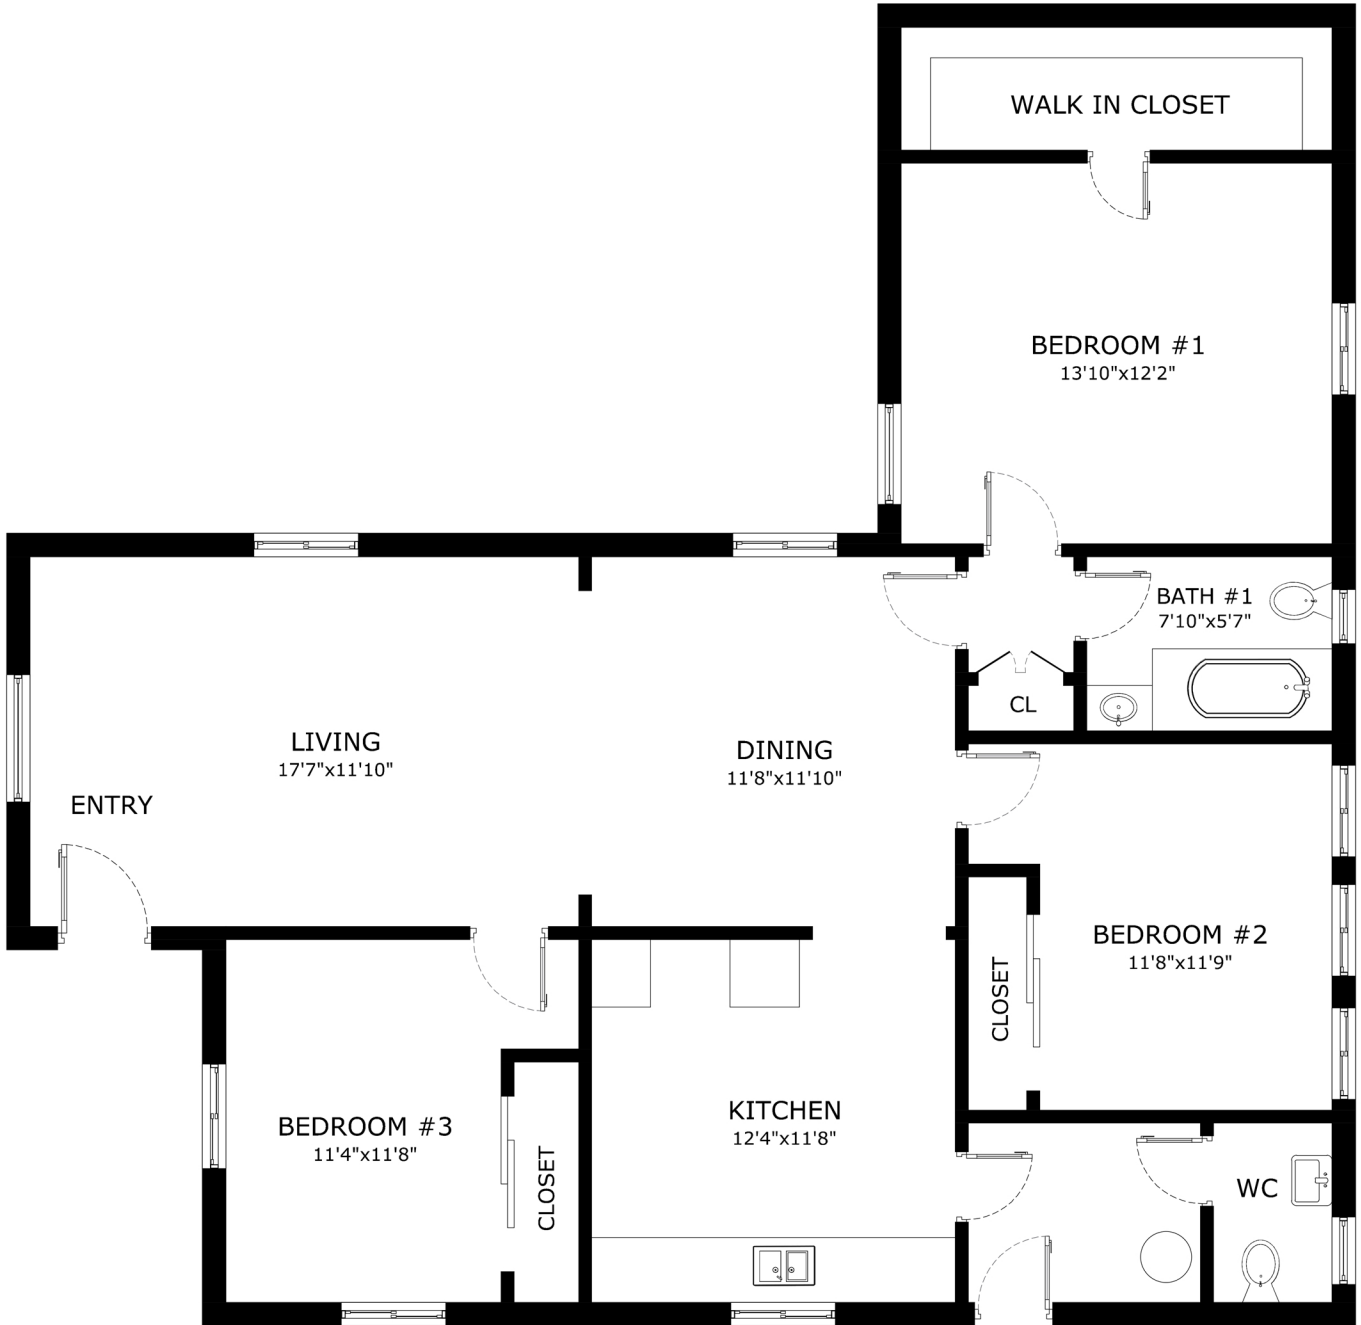 WALK IN CLOSET
BEDROOM #1
13'10"x12'2"
BATH #1
7'10"x5'7"
CL
LIVING
17'7"x11'10"
DINING
11'8"x11'10"
ENTRY
BEDROOM #2
11'8"x11'9"
CLOSET
KITCHEN
12'4"x11'8"
BEDROOM #3
11'4"x11'8"
CLOSET
WC